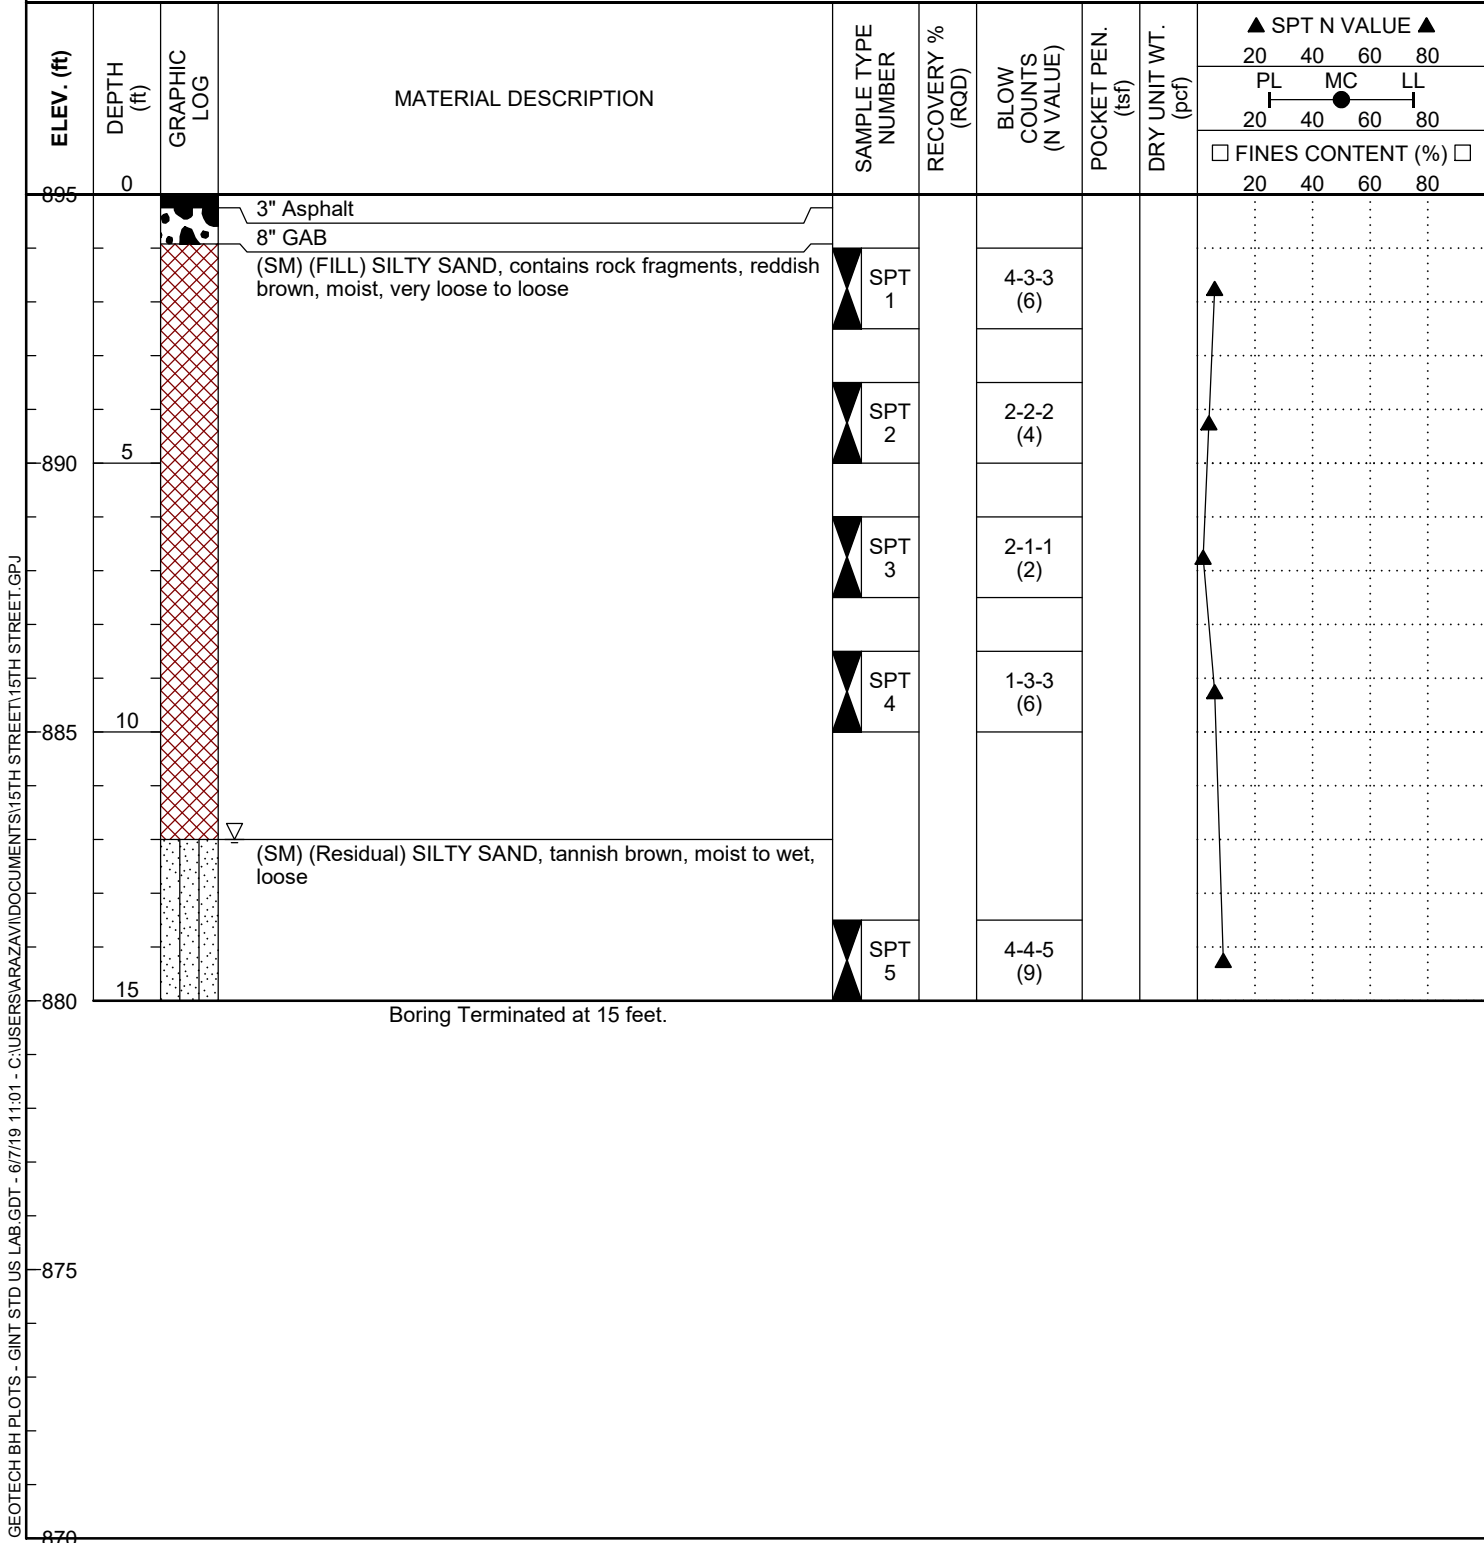 ELEV. (ft)
DEPTH
(ft)
GRAPHIC
LOG
MATERIAL DESCRIPTION
SAMPLE TYPE
NUMBER
RECOVERY %
(RQD)
BLOW
COUNTS
(N VALUE)
POCKET PEN.
(tsf)
DRY UNIT WT.
(pcf)
▲ SPT N VALUE ▲
20 40 60 80
PL MC LL
20 40 60 80
□ FINES CONTENT (%) □
20 40 60 80
895
0
3" Asphalt
8" GAB
(SM) (FILL) SILTY SAND, contains rock fragments, reddish
brown, moist, very loose to loose
SPT
1
4-3-3
(6)
SPT
2
2-2-2
(4)
5
890
SPT
3
2-1-1
(2)
SPT
4
1-3-3
(6)
10
885
(SM) (Residual) SILTY SAND, tannish brown, moist to wet,
loose
SPT
5
4-4-5
(9)
15
880
Boring Terminated at 15 feet.
875
870
GEOTECH BH PLOTS - GINT STD US LAB.GDT - 6/7/19 11:01 - C:\USERS\ARAZAVI\DOCUMENTS\15TH STREET\15TH STREET.GPJ